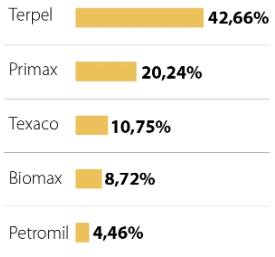 Terpel 42,66%
Primax 20,24%
Texaco 10,75%
Biomax 8,72%
Petromil 4,46%